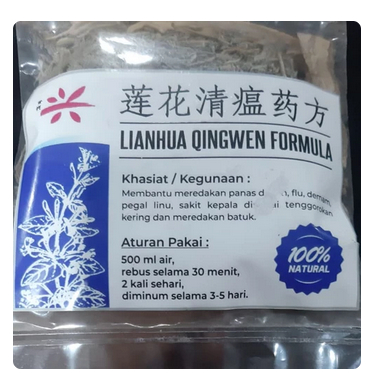 莲花清瘟药方
LIANHUA QINGWEN FORMULA
Khasiat / Kegunaan :
Membantu meredakan panas flu, demam,
pegal linu, sakit kepala tenggorokan
kering dan meredakan batuk.
Aturan Pakai :
500 ml air,
rebus selama 30 menit,
2 kali sehari,
diminum selama 3-5 hari.
100%
NATURAL